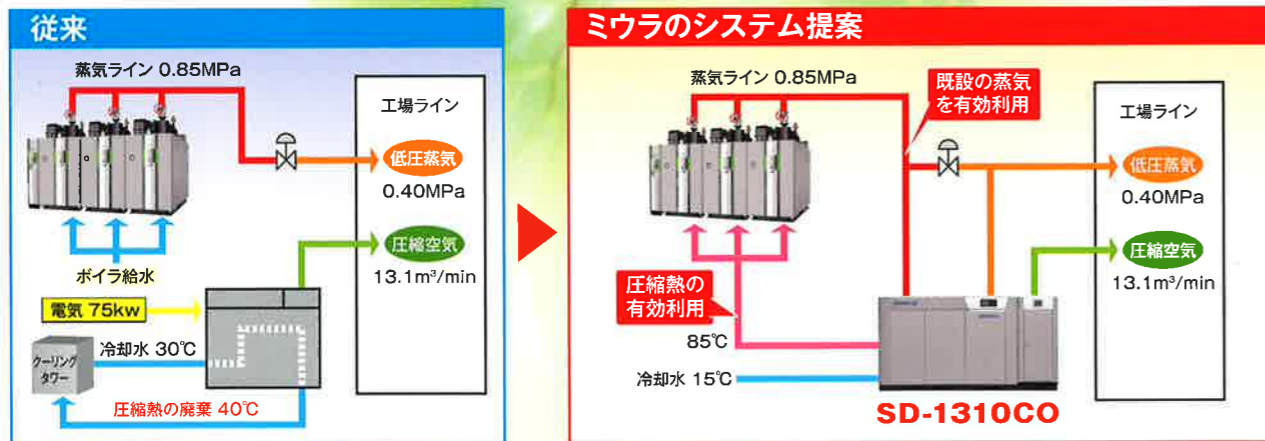 従来
蒸気ライン 0.85MPa
工場ライン
低圧蒸気
0.40MPa
圧縮空気
13.1m³/min
ボイラ給水
電気 75kw
冷却水 30℃
クーリング
タワー
圧縮熱の廃棄 40℃
ミウラのシステム提案
蒸気ライン 0.85MPa
既設の蒸気
を有効利用
工場ライン
低圧蒸気
0.40MPa
圧縮空気
13.1m³/min
圧縮熱の
有効利用
85℃
冷却水 15℃
SD-1310CO